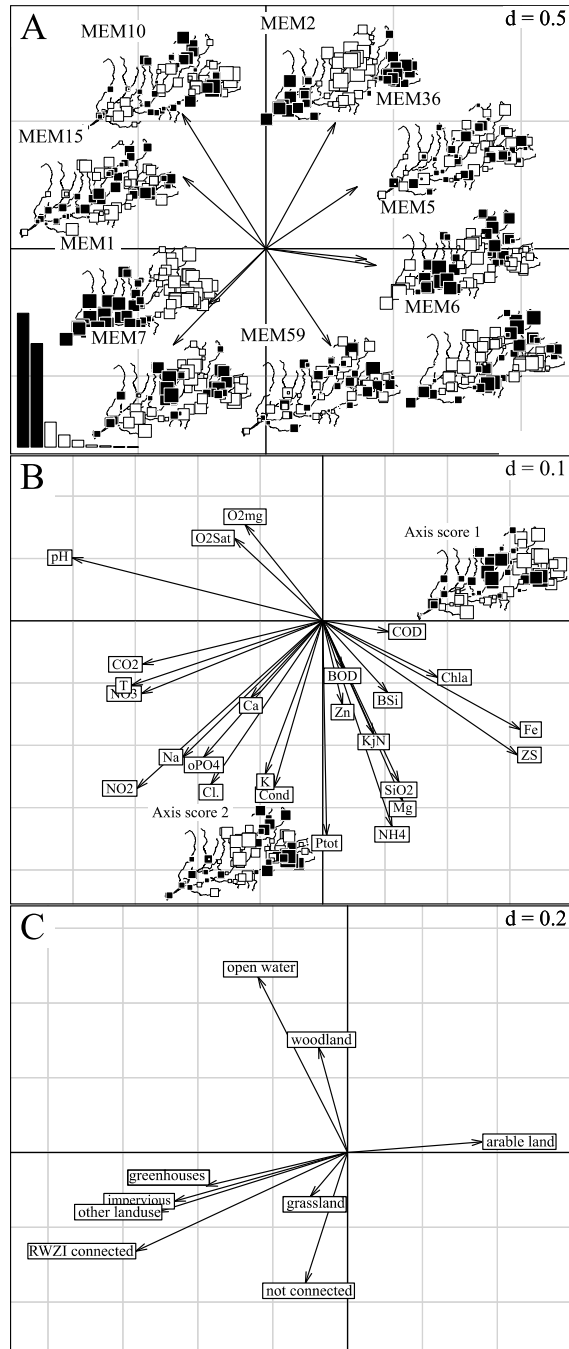 A
d = 0.5
MEM10
MEM2
MEM36
MEM15
MEM5
MEM1
MEM6
MEM7
MEM59
B
d = 0.1
O2mg
O2Sat
Axis score 1
pH
COD
CO2
BOD
Chla
T
NO3
BSi
Ca
Zn
Fe
KjN
ZS
Na
oPO4
K
NO2
Cl.
Cond
SiO2
Axis score 2
Mg
NH4
Ptot
C
d = 0.2
open water
woodland
arable land
greenhouses
impervious
grassland
other landuse
RWZI connected
not connected